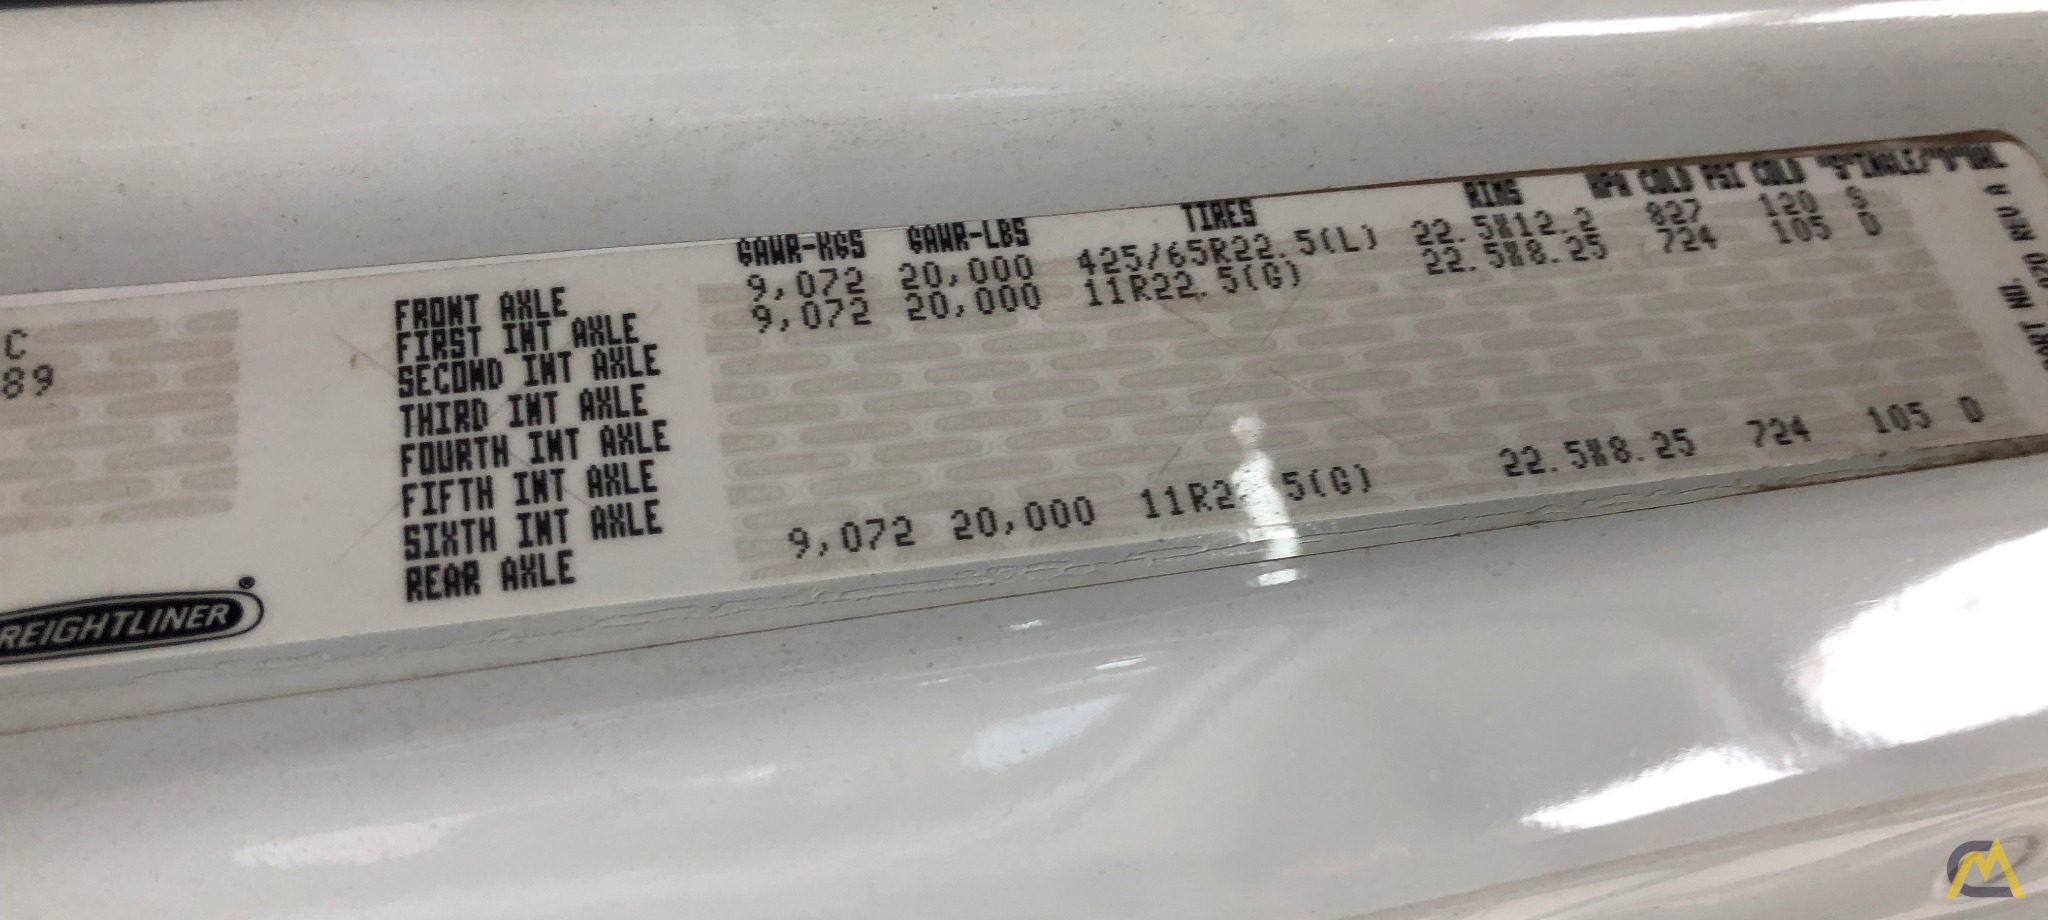 GAWR-KGS GAWR-LBS TIRES RIMS KPA COLD PSI COLD "S"INGLE/"D"UAL
FRONT AXLE 9,072 20,000 425/65R22.5(L) 22.5X12.2 827 120 S
FIRST INT AXLE 9,072 20,000 11R22.5(G) 22.5X8.25 724 105 D
SECOND INT AXLE
THIRD INT AXLE
FOURTH INT AXLE
FIFTH INT AXLE
SIXTH INT AXLE
REAR AXLE 9,072 20,000 11R22.5(G) 22.5X8.25 724 105 D
C
89
REIGHTLINER®
CM